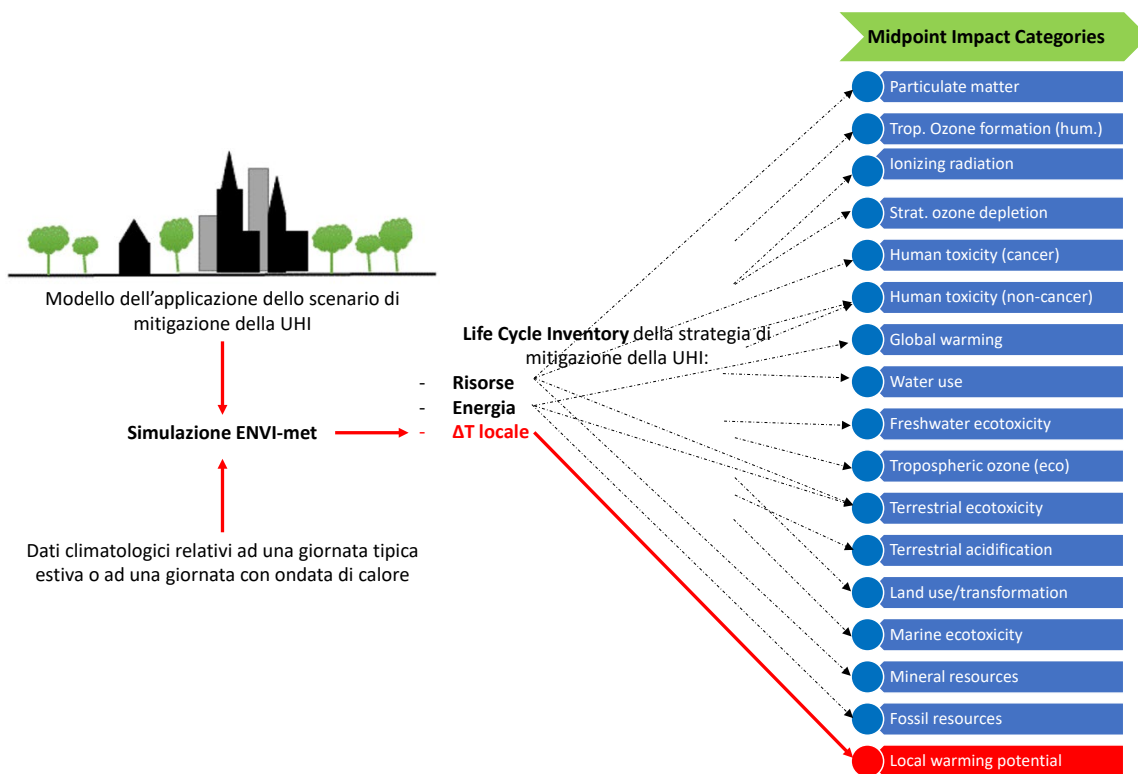 Midpoint Impact Categories
Particulate matter
Trop. Ozone formation (hum.)
Ionizing radiation
Strat. ozone depletion
Human toxicity (cancer)
Human toxicity (non-cancer)
Global warming
Water use
Freshwater ecotoxicity
Tropospheric ozone (eco)
Terrestrial ecotoxicity
Terrestrial acidification
Land use/transformation
Marine ecotoxicity
Mineral resources
Fossil resources
Local warming potential
Modello dell'applicazione dello scenario di
mitigazione della UHI
Simulazione ENVI-met
Dati climatologici relativi ad una giornata tipica
estiva o ad una giornata con ondata di calore
Life Cycle Inventory della strategia di
mitigazione della UHI:
- Risorse
- Energia
- ΔT locale